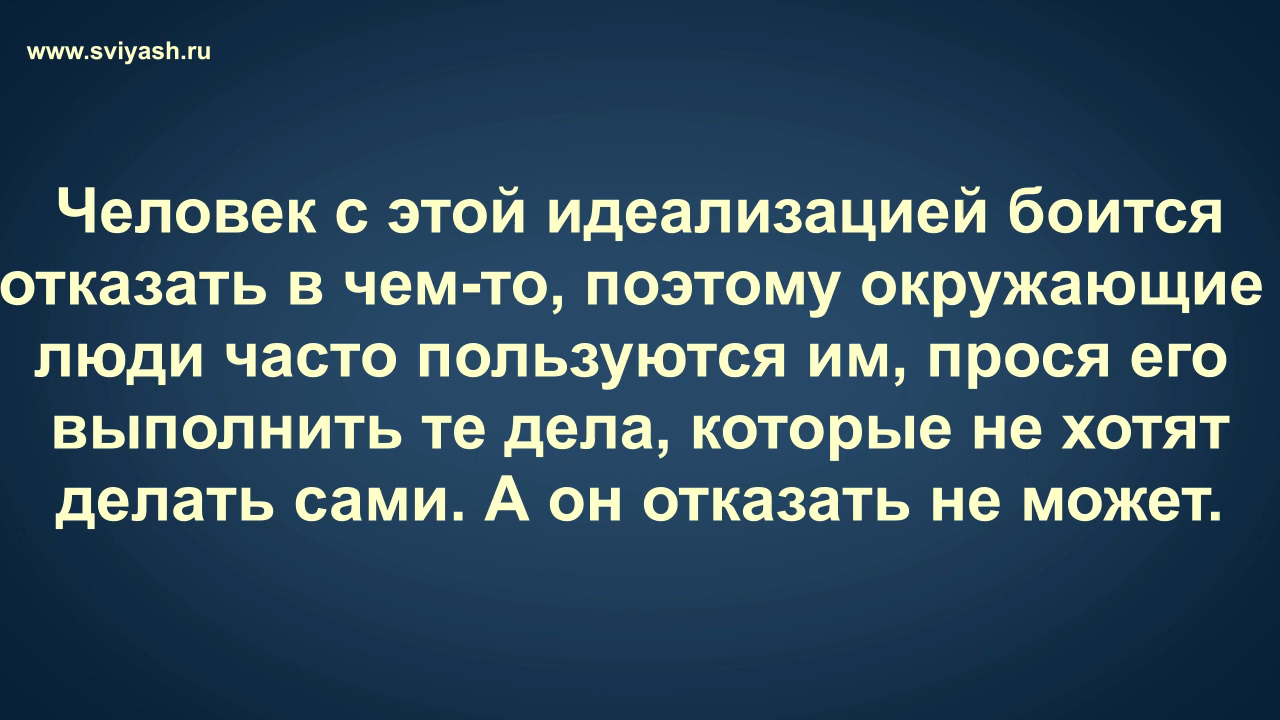 www.sviyash.ru
Человек с этой идеализацией боится
отказать в чем-то, поэтому окружающие
люди часто пользуются им, прося его
выполнить те дела, которые не хотят
делать сами. А он отказать не может.